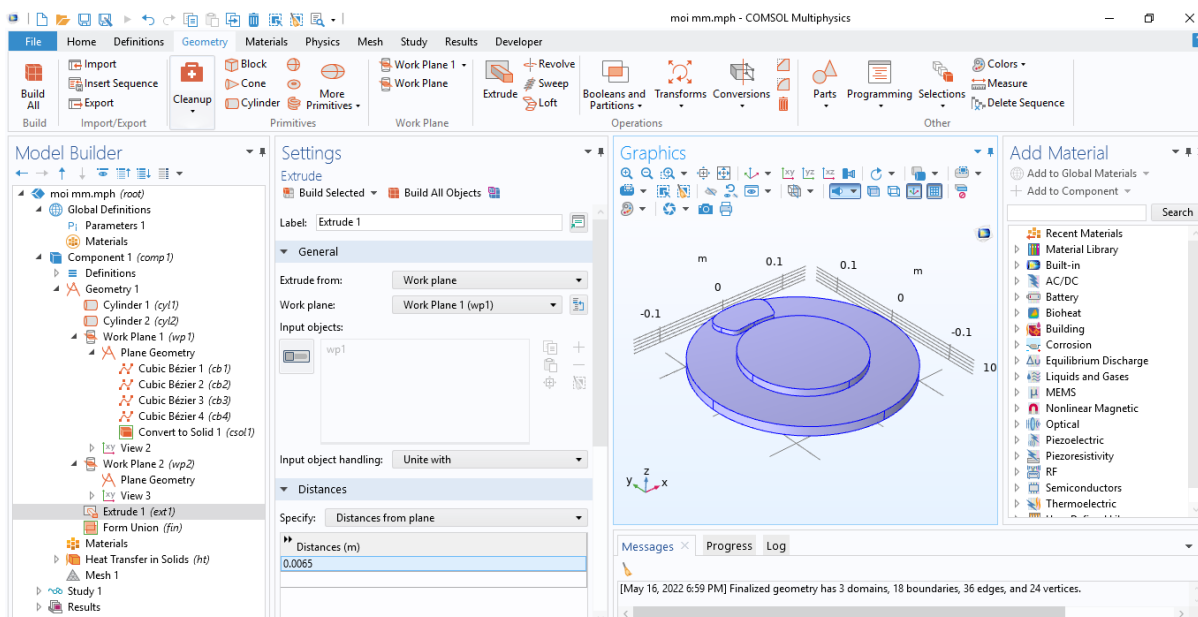 moi mm.mph - COMSOL Multiphysics
File Home Definitions Geometry Materials Physics Mesh Study Results Developer
Build All
Build
Import
Insert Sequence
Export
Import/Export
Cleanup
Block
Cone
Cylinder
More Primitives
Primitives
Work Plane 1
Work Plane
Work Plane
Extrude
Revolve
Sweep
Loft
Booleans and Partitions
Transforms
Conversions
Operations
Parts
Programming
Selections
Colors
Measure
Delete Sequence
Other
Model Builder
moi mm.mph (root)
Global Definitions
Pi Parameters 1
Materials
Component 1 (comp1)
Definitions
Geometry 1
Cylinder 1 (cyl1)
Cylinder 2 (cyl2)
Work Plane 1 (wp1)
Plane Geometry
Cubic Bézier 1 (cb1)
Cubic Bézier 2 (cb2)
Cubic Bézier 3 (cb3)
Cubic Bézier 4 (cb4)
Convert to Solid 1 (csol1)
xy View 2
Work Plane 2 (wp2)
Plane Geometry
xy View 3
Extrude 1 (ext1)
Form Union (fin)
Materials
Heat Transfer in Solids (ht)
Mesh 1
Study 1
Results
Settings
Extrude
Build Selected
Build All Objects
Label: Extrude 1
General
Extrude from: Work plane
Work plane: Work Plane 1 (wp1)
Input objects:
wp1
Input object handling: Unite with
Distances
Specify: Distances from plane
Distances (m)
0.0065
Graphics
xy yz xz
m 0.1 0.1 m
0 0
-0.1 -0.1
10
y z x
Messages Progress Log
[May 16, 2022 6:59 PM] Finalized geometry has 3 domains, 18 boundaries, 36 edges, and 24 vertices.
Add Material
Add to Global Materials
Add to Component
Search
Recent Materials
Material Library
Built-in
AC/DC
Battery
Bioheat
Building
Corrosion
Equilibrium Discharge
Liquids and Gases
MEMS
Nonlinear Magnetic
Optical
Piezoelectric
Piezoresistivity
RF
Semiconductors
Thermoelectric